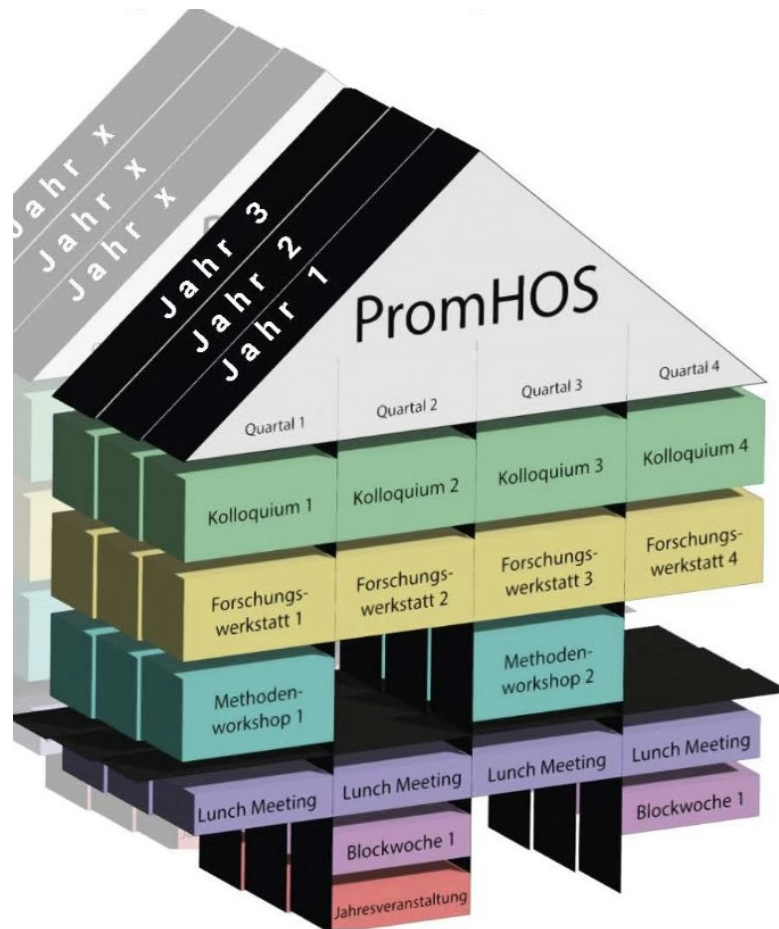 Jahr x
Jahr x
Jahr x
Jahr 3
Jahr 2
Jahr 1
PromHOS
Quartal 1
Quartal 2
Quartal 3
Quartal 4
Kolloquium 1
Kolloquium 2
Kolloquium 3
Kolloquium 4
Forschungs-
werkstatt 1
Forschungs-
werkstatt 2
Forschungs-
werkstatt 3
Forschungs-
werkstatt 4
Methoden-
workshop 1
Methoden-
workshop 2
Lunch Meeting
Lunch Meeting
Lunch Meeting
Lunch Meeting
Blockwoche 1
Blockwoche 1
Jahresveranstaltung